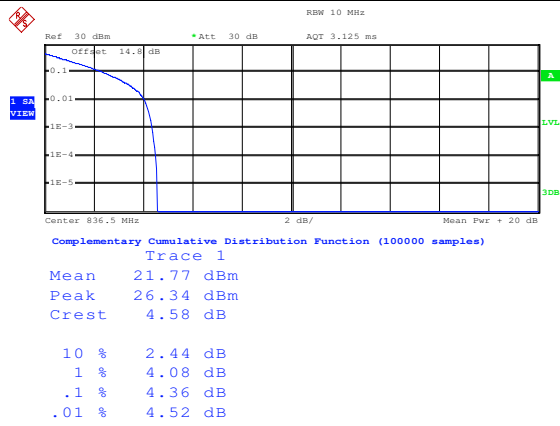 RBW 10 MHz
Ref 30 dBm *Att 30 dB AQT 3.125 ms
Offset 14.8 dB
0.1
A
0.01
1 SA
VIEW
1E-3
LVL
1E-4
1E-5
3DB
Center 836.5 MHz 2 dB/ Mean Pwr + 20 dB
Complementary Cumulative Distribution Function (100000 samples)
Trace 1
Mean 21.77 dBm
Peak 26.34 dBm
Crest 4.58 dB
10 % 2.44 dB
1 % 4.08 dB
.1 % 4.36 dB
.01 % 4.52 dB